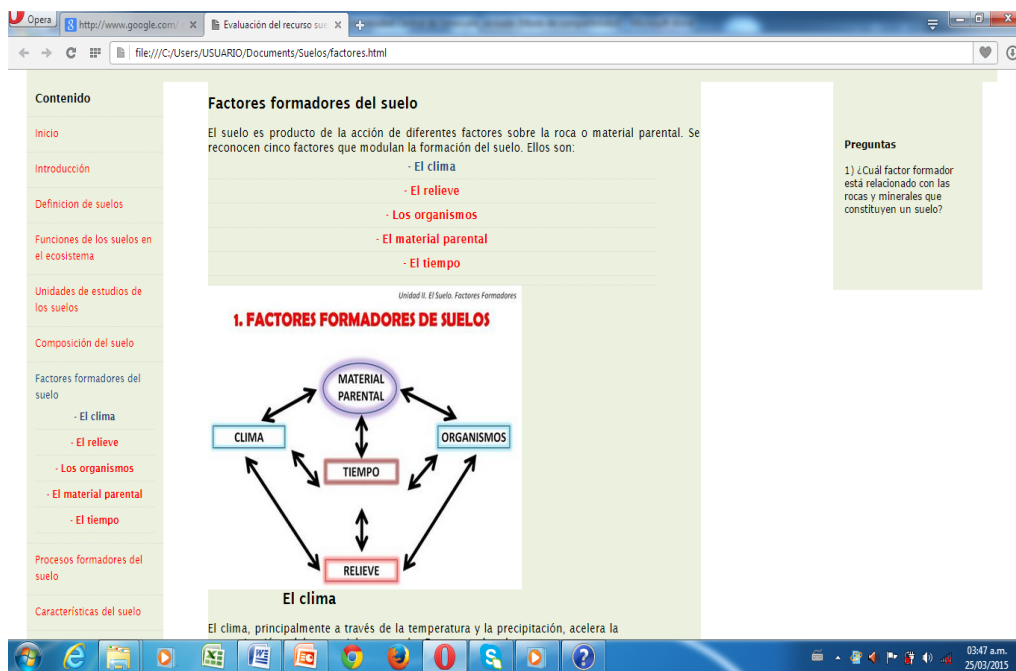 Opera
http://www.google.com/
Evaluación del recurso sue
file:///C:/Users/USUARIO/Documents/Suelos/factores.html
Contenido
Inicio
Introducción
Definicion de suelos
Funciones de los suelos en
el ecosistema
Unidades de estudios de
los suelos
Composición del suelo
Factores formadores del
suelo
- El clima
- El relieve
- Los organismos
- El material parental
- El tiempo
Procesos formadores del
suelo
Características del suelo
Factores formadores del suelo
El suelo es producto de la acción de diferentes factores sobre la roca o material parental. Se
reconocen cinco factores que modulan la formación del suelo. Ellos son:
- El clima
- El relieve
- Los organismos
- El material parental
- El tiempo
Unidad II. El Suelo. Factores Formadores
1. FACTORES FORMADORES DE SUELOS
MATERIAL
PARENTAL
CLIMA
ORGANISMOS
TIEMPO
RELIEVE
El clima
El clima, principalmente a través de la temperatura y la precipitación, acelera la
Preguntas
1) ¿Cuál factor formador
está relacionado con las
rocas y minerales que
constituyen un suelo?
03:47 a.m.
25/03/2015